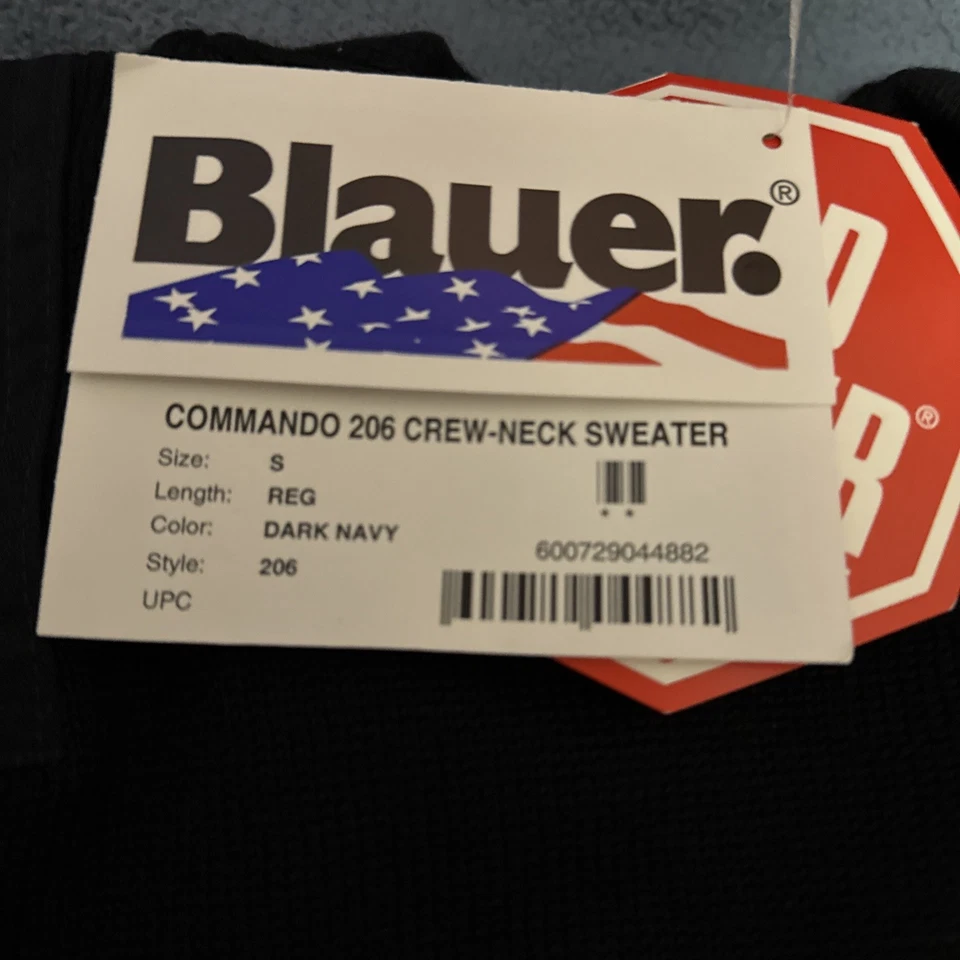 Blauer.®
COMMANDO 206 CREW-NECK SWEATER
Size: S
Length: REG
Color: DARK NAVY
Style: 206
UPC
* *
600729044882
®